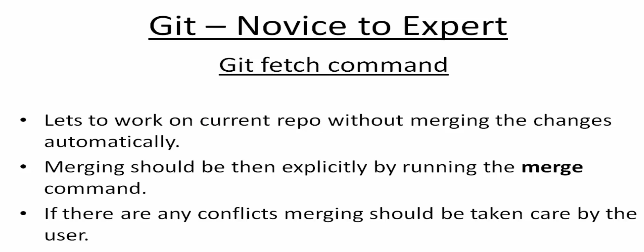 Git – Novice to Expert
Git fetch command
• Lets to work on current repo without merging the changes
automatically.
• Merging should be then explicitly by running the merge
command.
• If there are any conflicts merging should be taken care by the
user.